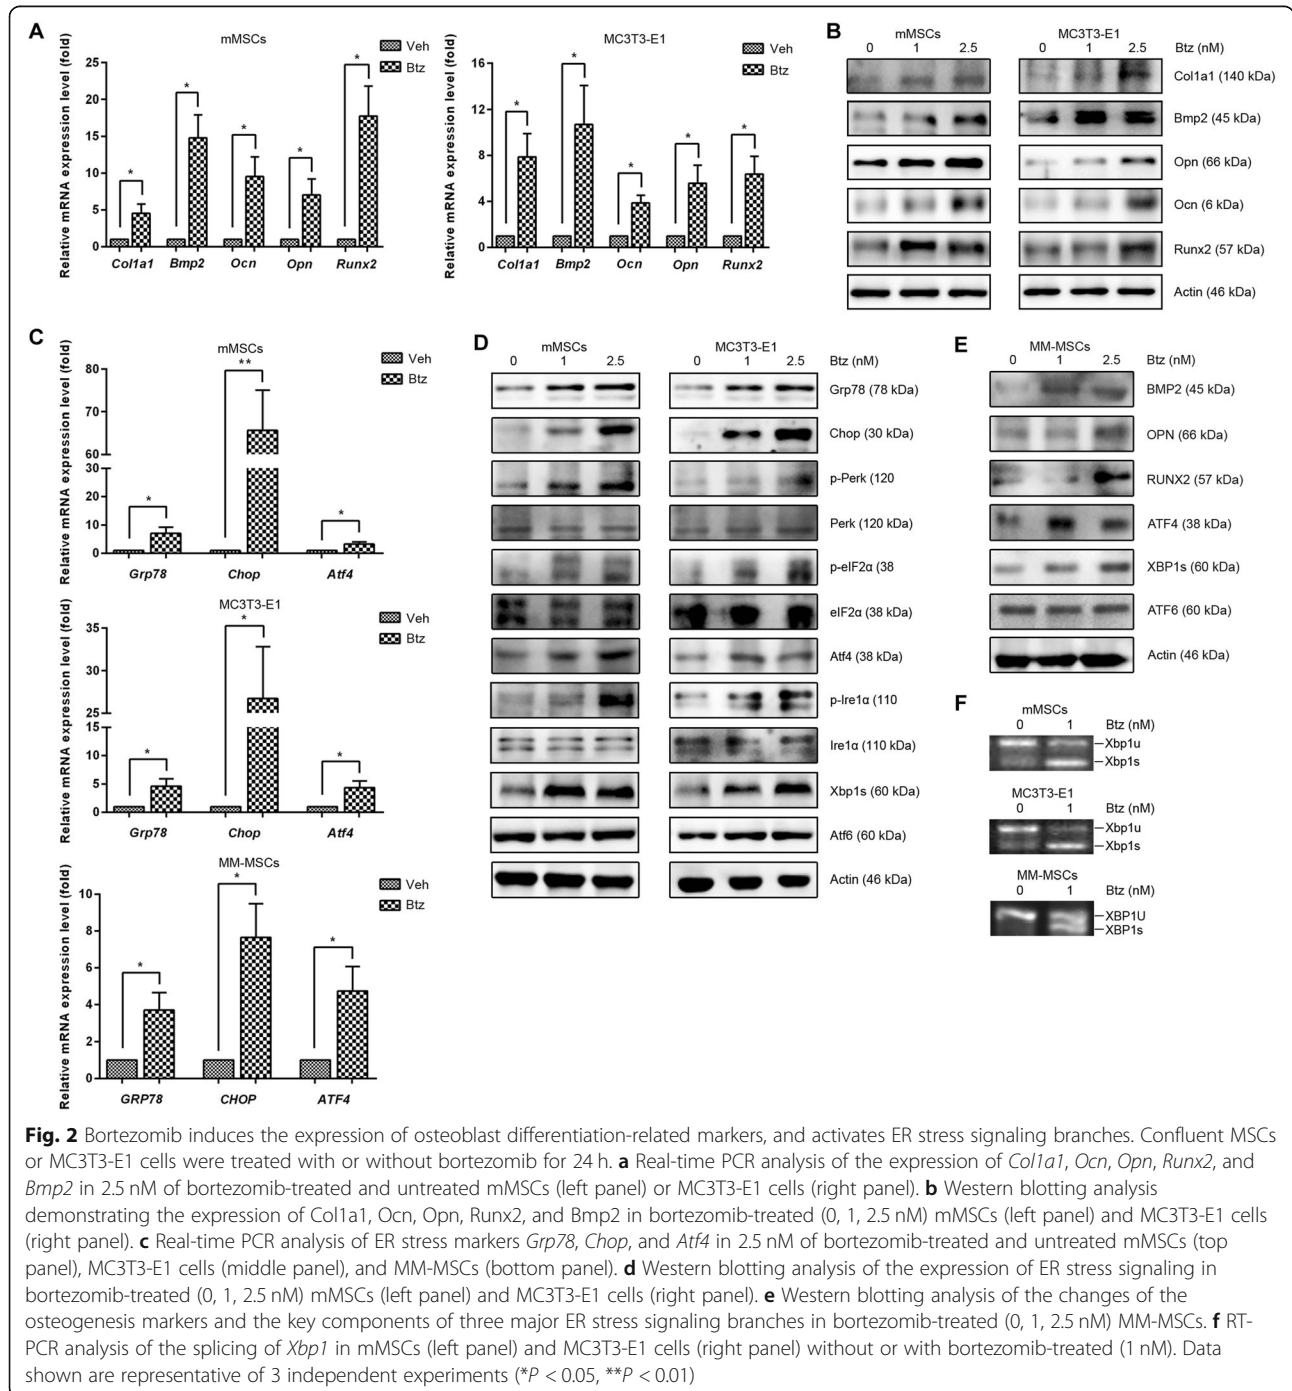 A
mMSCs
Veh
Btz
Relative mRNA expression level (fold)
25
20
15
10
5
0
* * * * *
Col1a1 Bmp2 Ocn Opn Runx2
MC3T3-E1
Veh
Btz
Relative mRNA expression level (fold)
16
12
8
4
0
* * * * *
Col1a1 Bmp2 Ocn Opn Runx2
B
mMSCs MC3T3-E1
0 1 2.5 0 1 2.5 Btz (nM)
Col1a1 (140 kDa)
Bmp2 (45 kDa)
Opn (66 kDa)
Ocn (6 kDa)
Runx2 (57 kDa)
Actin (46 kDa)
C
mMSCs
Veh
Btz
Relative mRNA expression level (fold)
80
70
60
30
20
10
0
* ** *
Grp78 Chop Atf4
MC3T3-E1
Veh
Btz
Relative mRNA expression level (fold)
35
30
25
15
10
5
0
* * *
Grp78 Chop Atf4
MM-MSCs
Veh
Btz
Relative mRNA expression level (fold)
10
8
6
4
2
0
* * *
GRP78 CHOP ATF4
D
mMSCs MC3T3-E1
0 1 2.5 0 1 2.5 Btz (nM)
Grp78 (78 kDa)
Chop (30 kDa)
p-Perk (120
Perk (120 kDa)
p-eIF2α (38
eIF2α (38 kDa)
Atf4 (38 kDa)
p-Ire1α (110
Ire1α (110 kDa)
Xbp1s (60 kDa)
Atf6 (60 kDa)
Actin (46 kDa)
E
MM-MSCs
0 1 2.5 Btz (nM)
BMP2 (45 kDa)
OPN (66 kDa)
RUNX2 (57 kDa)
ATF4 (38 kDa)
XBP1s (60 kDa)
ATF6 (60 kDa)
Actin (46 kDa)
F
mMSCs
0 1 Btz (nM)
Xbp1u
Xbp1s
MC3T3-E1
0 1 Btz (nM)
Xbp1u
Xbp1s
MM-MSCs
0 1 Btz (nM)
XBP1U
XBP1s
Fig. 2 Bortezomib induces the expression of osteoblast differentiation-related markers, and activates ER stress signaling branches. Confluent MSCs
or MC3T3-E1 cells were treated with or without bortezomib for 24 h. a Real-time PCR analysis of the expression of Col1a1, Ocn, Opn, Runx2, and
Bmp2 in 2.5 nM of bortezomib-treated and untreated mMSCs (left panel) or MC3T3-E1 cells (right panel). b Western blotting analysis
demonstrating the expression of Col1a1, Ocn, Opn, Runx2, and Bmp2 in bortezomib-treated (0, 1, 2.5 nM) mMSCs (left panel) and MC3T3-E1 cells
(right panel). c Real-time PCR analysis of ER stress markers Grp78, Chop, and Atf4 in 2.5 nM of bortezomib-treated and untreated mMSCs (top
panel), MC3T3-E1 cells (middle panel), and MM-MSCs (bottom panel). d Western blotting analysis of the expression of ER stress signaling in
bortezomib-treated (0, 1, 2.5 nM) mMSCs (left panel) and MC3T3-E1 cells (right panel). e Western blotting analysis of the changes of the
osteogenesis markers and the key components of three major ER stress signaling branches in bortezomib-treated (0, 1, 2.5 nM) MM-MSCs. f RT-
PCR analysis of the splicing of Xbp1 in mMSCs (left panel) and MC3T3-E1 cells (right panel) without or with bortezomib-treated (1 nM). Data
shown are representative of 3 independent experiments (*P < 0.05, **P < 0.01)